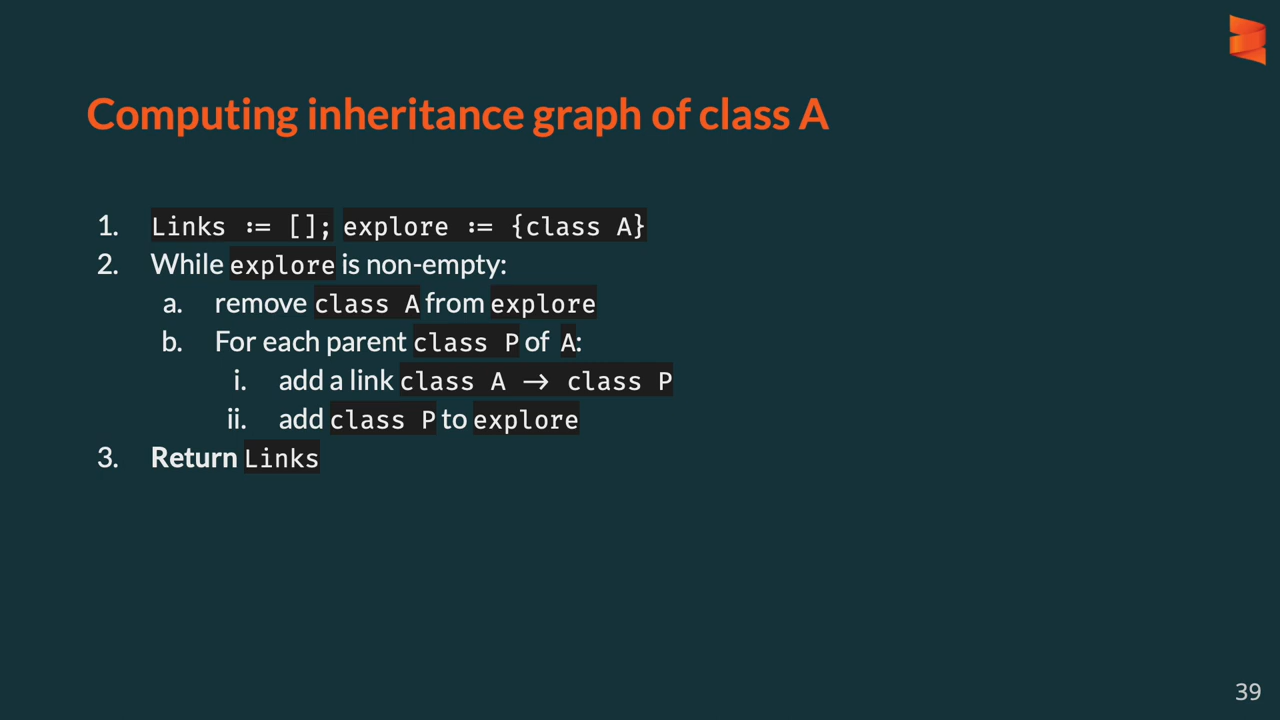 Computing inheritance graph of class A
1. Links := []; explore := {class A}
2. While explore is non-empty:
a. remove class A from explore
b. For each parent class P of A:
i. add a link class A → class P
ii. add class P to explore
3. Return Links
39